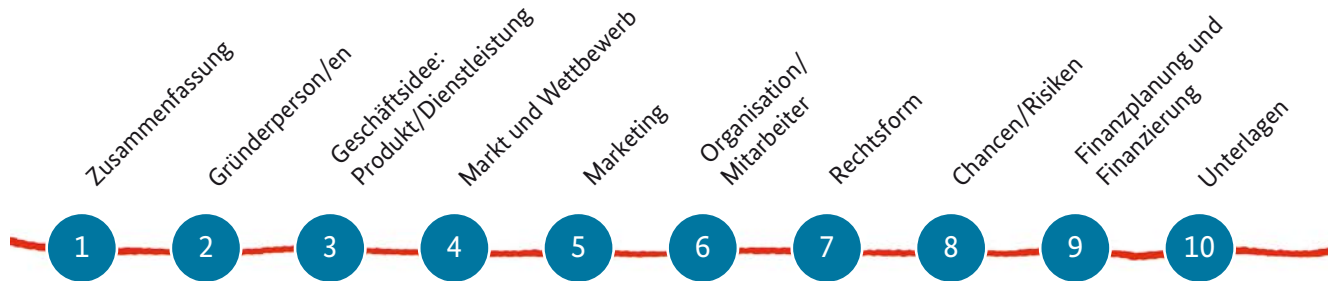 Zusammenfassung
Gründerperson/en
Geschäftsidee:
Produkt/Dienstleistung
Markt und Wettbewerb
Marketing
Organisation/
Mitarbeiter
Rechtsform
Chancen/Risiken
Finanzplanung und
Finanzierung
Unterlagen
1
2
3
4
5
6
7
8
9
10